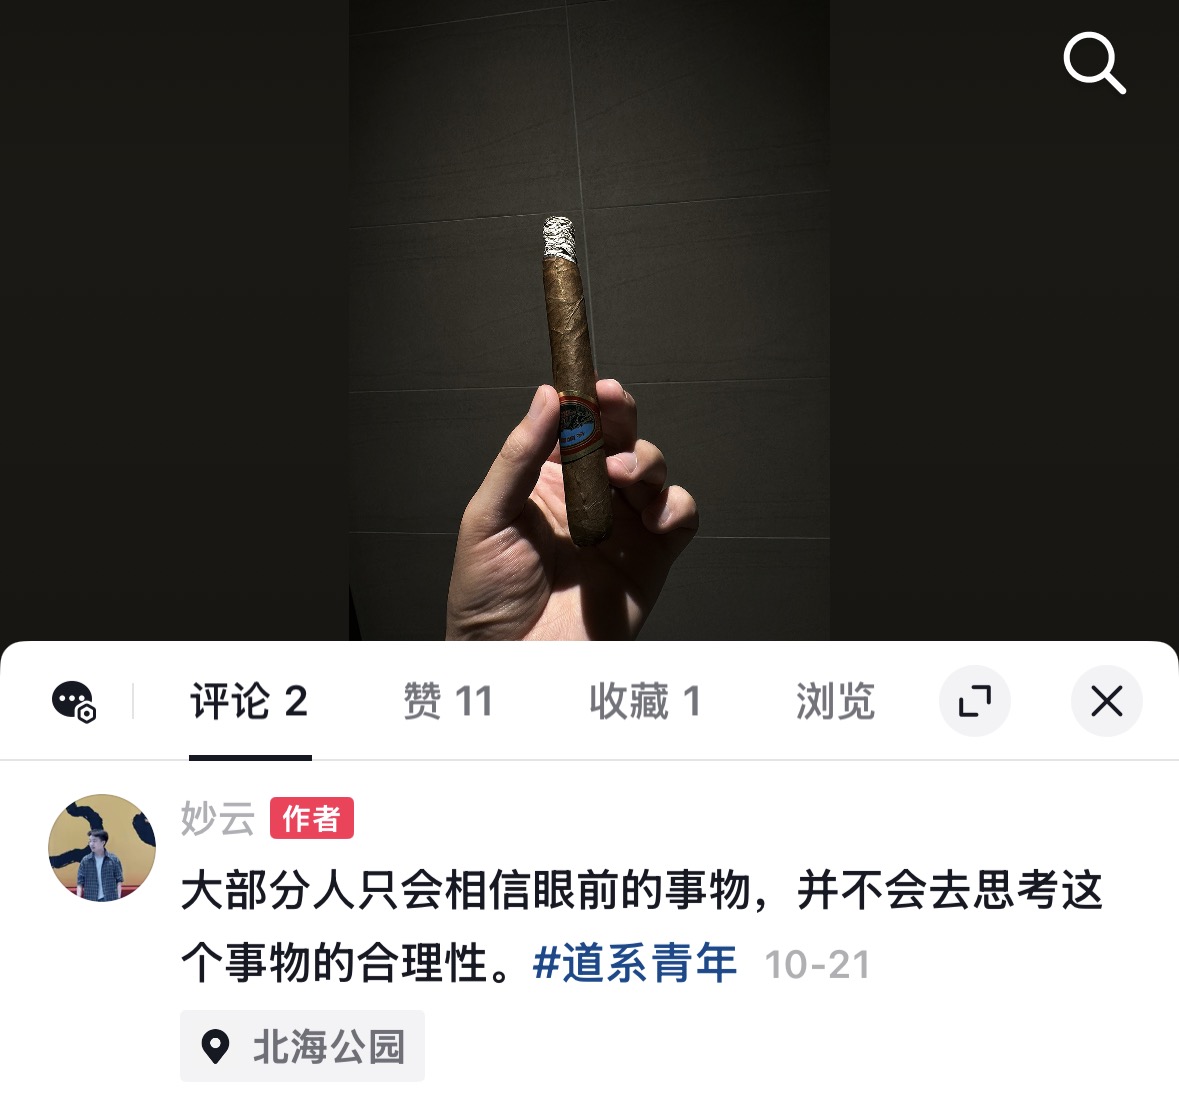 评论 2
赞 11
收藏 1
浏览
妙云 作者
大部分人只会相信眼前的事物，并不会去思考这
个事物的合理性。#道系青年 10-21
北海公园